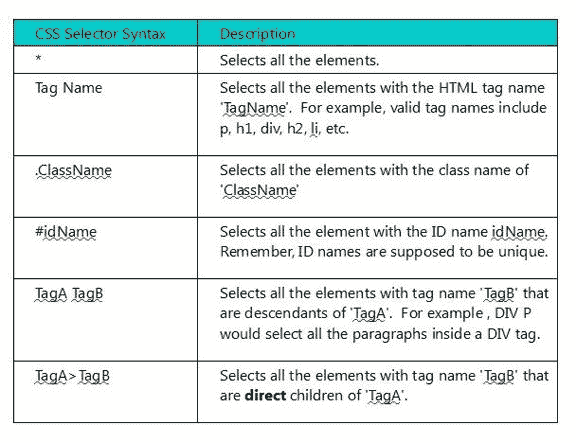 CSS Selector Syntax Description
* Selects all the elements.
Tag Name Selects all the elements with the HTML tag name
'TagName'. For example, valid tag names include
p, h1, div, h2, li, etc.
.ClassName Selects all the elements with the class name of
'ClassName'
#idName Selects all the element with the ID name idName.
Remember, ID names are supposed to be unique.
TagA TagB Selects all the elements with tag name 'TagB' that
are descendants of 'TagA'. For example , DIV P
would select all the paragraphs inside a DIV tag.
TagA>TagB Selects all the elements with tag name 'TagB' that
are direct children of 'TagA'.